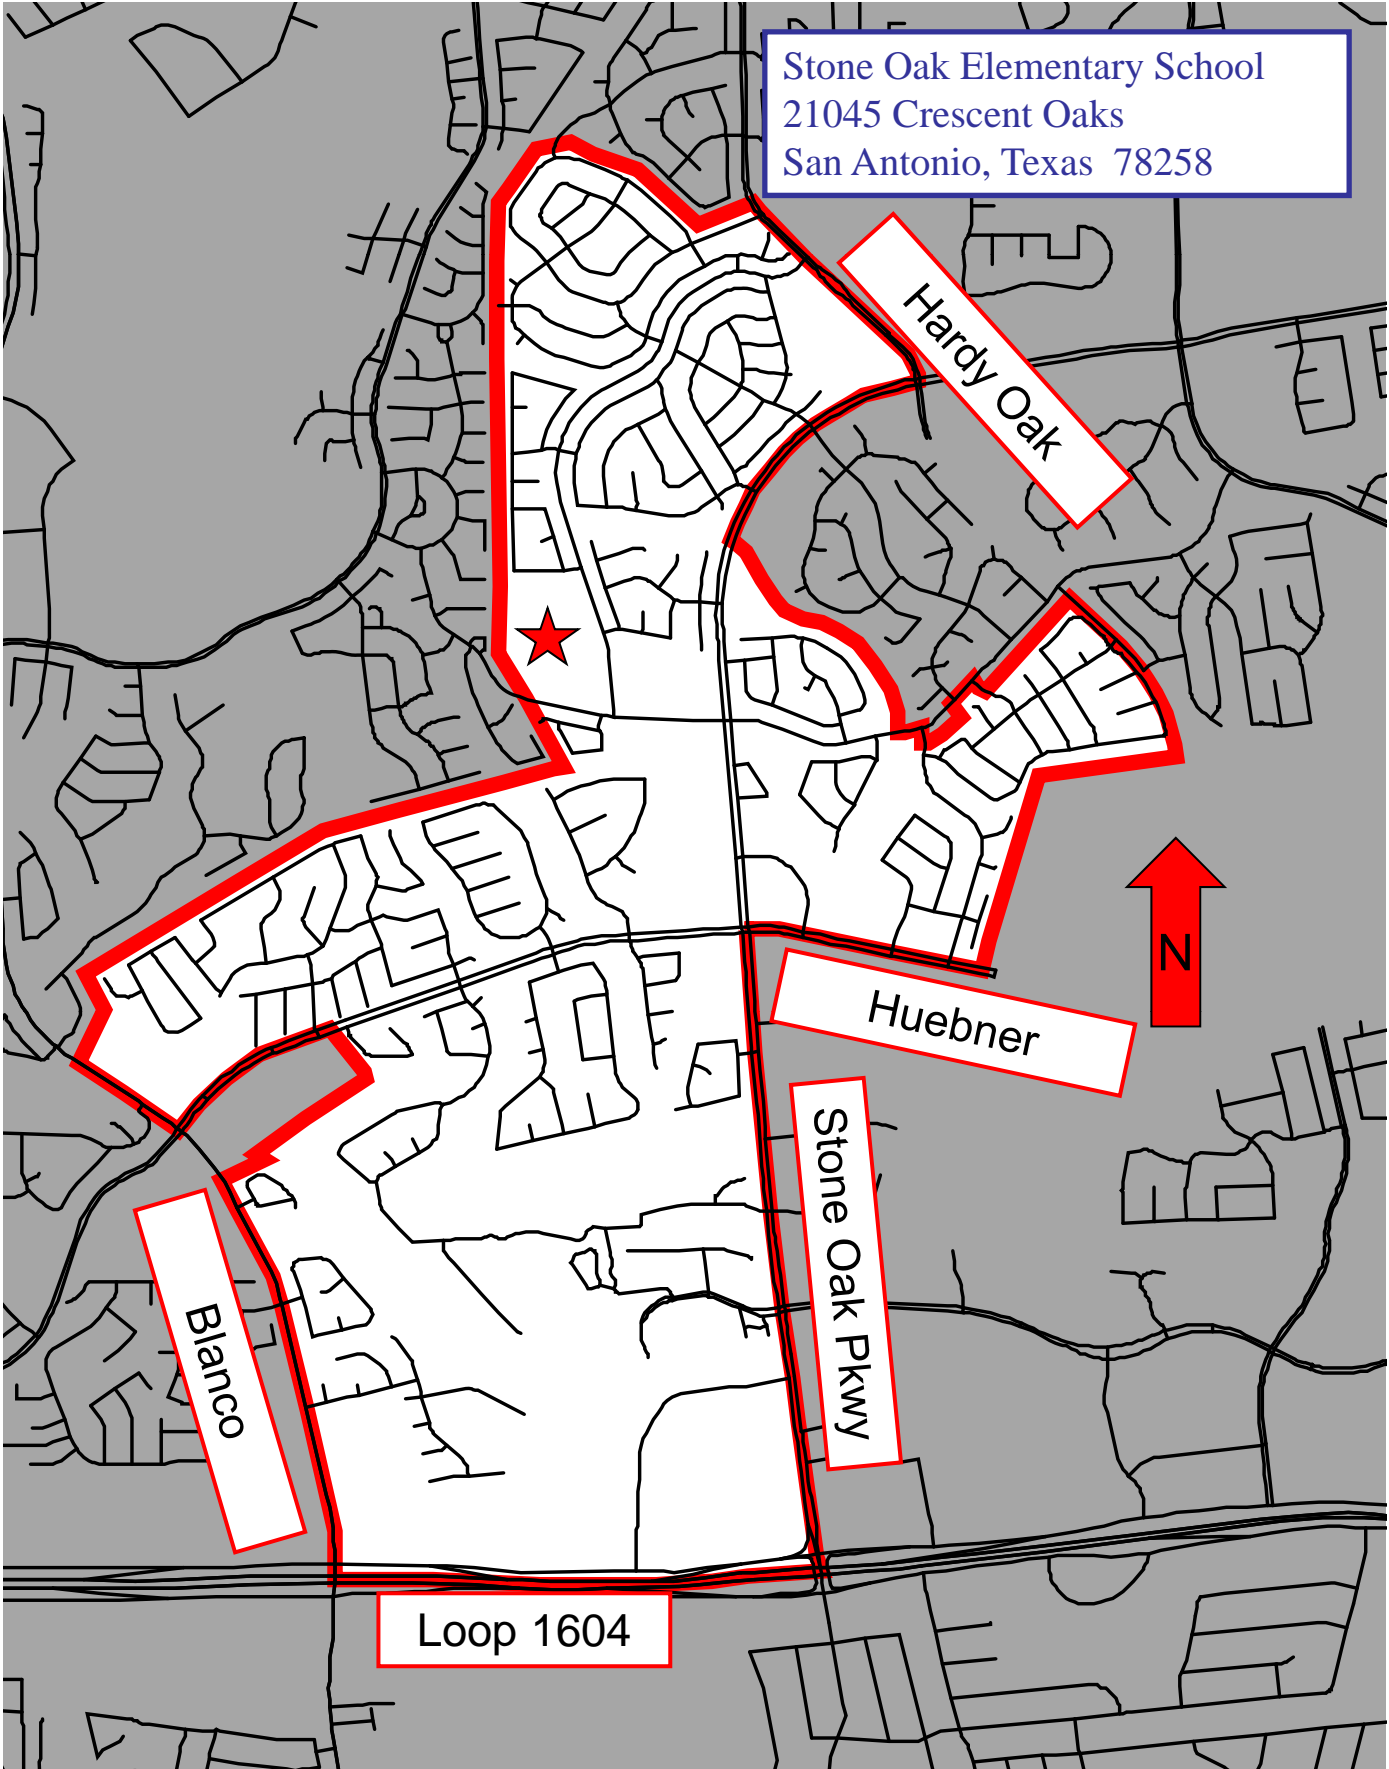 Stone Oak Elementary School
21045 Crescent Oaks
San Antonio, Texas  78258
Hardy Oak
N
Huebner
Stone Oak Pkwy
Blanco
Loop 1604